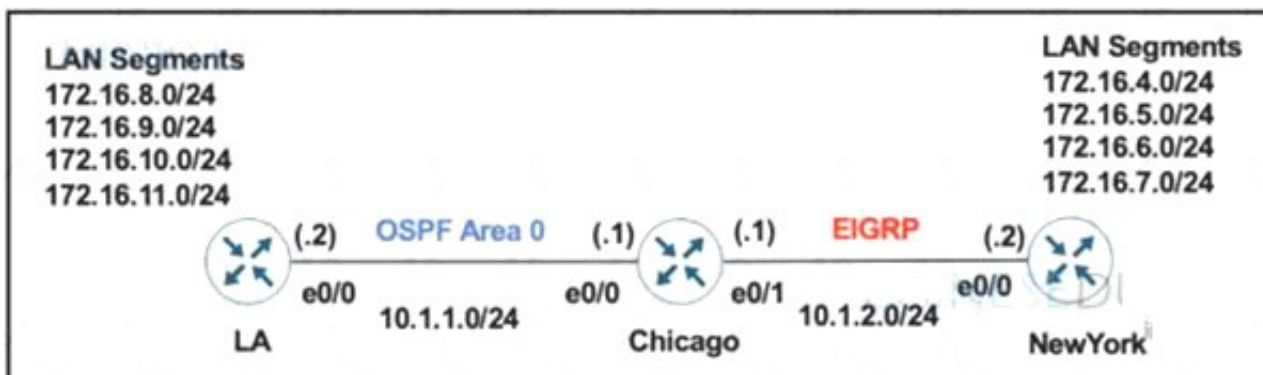 LAN Segments
172.16.8.0/24
172.16.9.0/24
172.16.10.0/24
172.16.11.0/24
LAN Segments
172.16.4.0/24
172.16.5.0/24
172.16.6.0/24
172.16.7.0/24
(.2)
OSPF Area 0
(.1)
(.1)
EIGRP
(.2)
e0/0
10.1.1.0/24
e0/0
e0/1
10.1.2.0/24
e0/0
LA
Chicago
NewYork